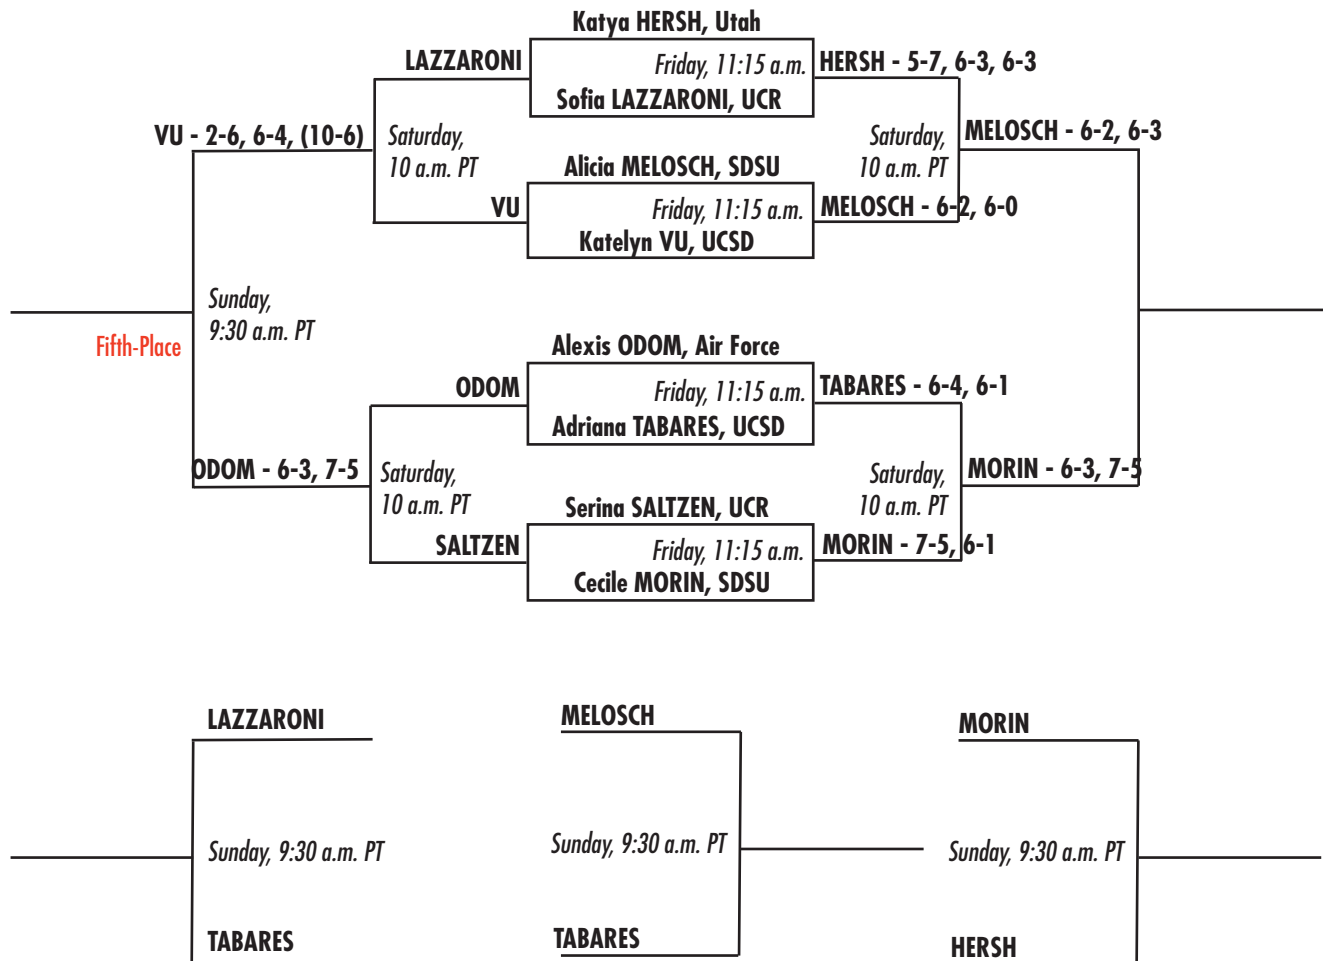 Katya HERSH, Utah
LAZZARONI
Friday, 11:15 a.m.
HERSH - 5-7, 6-3, 6-3
Sofia LAZZARONI, UCR
VU - 2-6, 6-4, (10-6)
Saturday,
10 a.m. PT
Saturday,
10 a.m. PT
MELOSCH - 6-2, 6-3
Alicia MELOSCH, SDSU
VU
Friday, 11:15 a.m.
MELOSCH - 6-2, 6-0
Katelyn VU, UCSD
Sunday,
9:30 a.m. PT
Fifth-Place
Alexis ODOM, Air Force
ODOM
Friday, 11:15 a.m.
TABARES - 6-4, 6-1
Adriana TABARES, UCSD
ODOM - 6-3, 7-5
Saturday,
10 a.m. PT
Saturday,
10 a.m. PT
MORIN - 6-3, 7-5
Serina SALTZEN, UCR
SALTZEN
Friday, 11:15 a.m.
MORIN - 7-5, 6-1
Cecile MORIN, SDSU
LAZZARONI
MELOSCH
MORIN
Sunday, 9:30 a.m. PT
Sunday, 9:30 a.m. PT
Sunday, 9:30 a.m. PT
TABARES
TABARES
HERSH